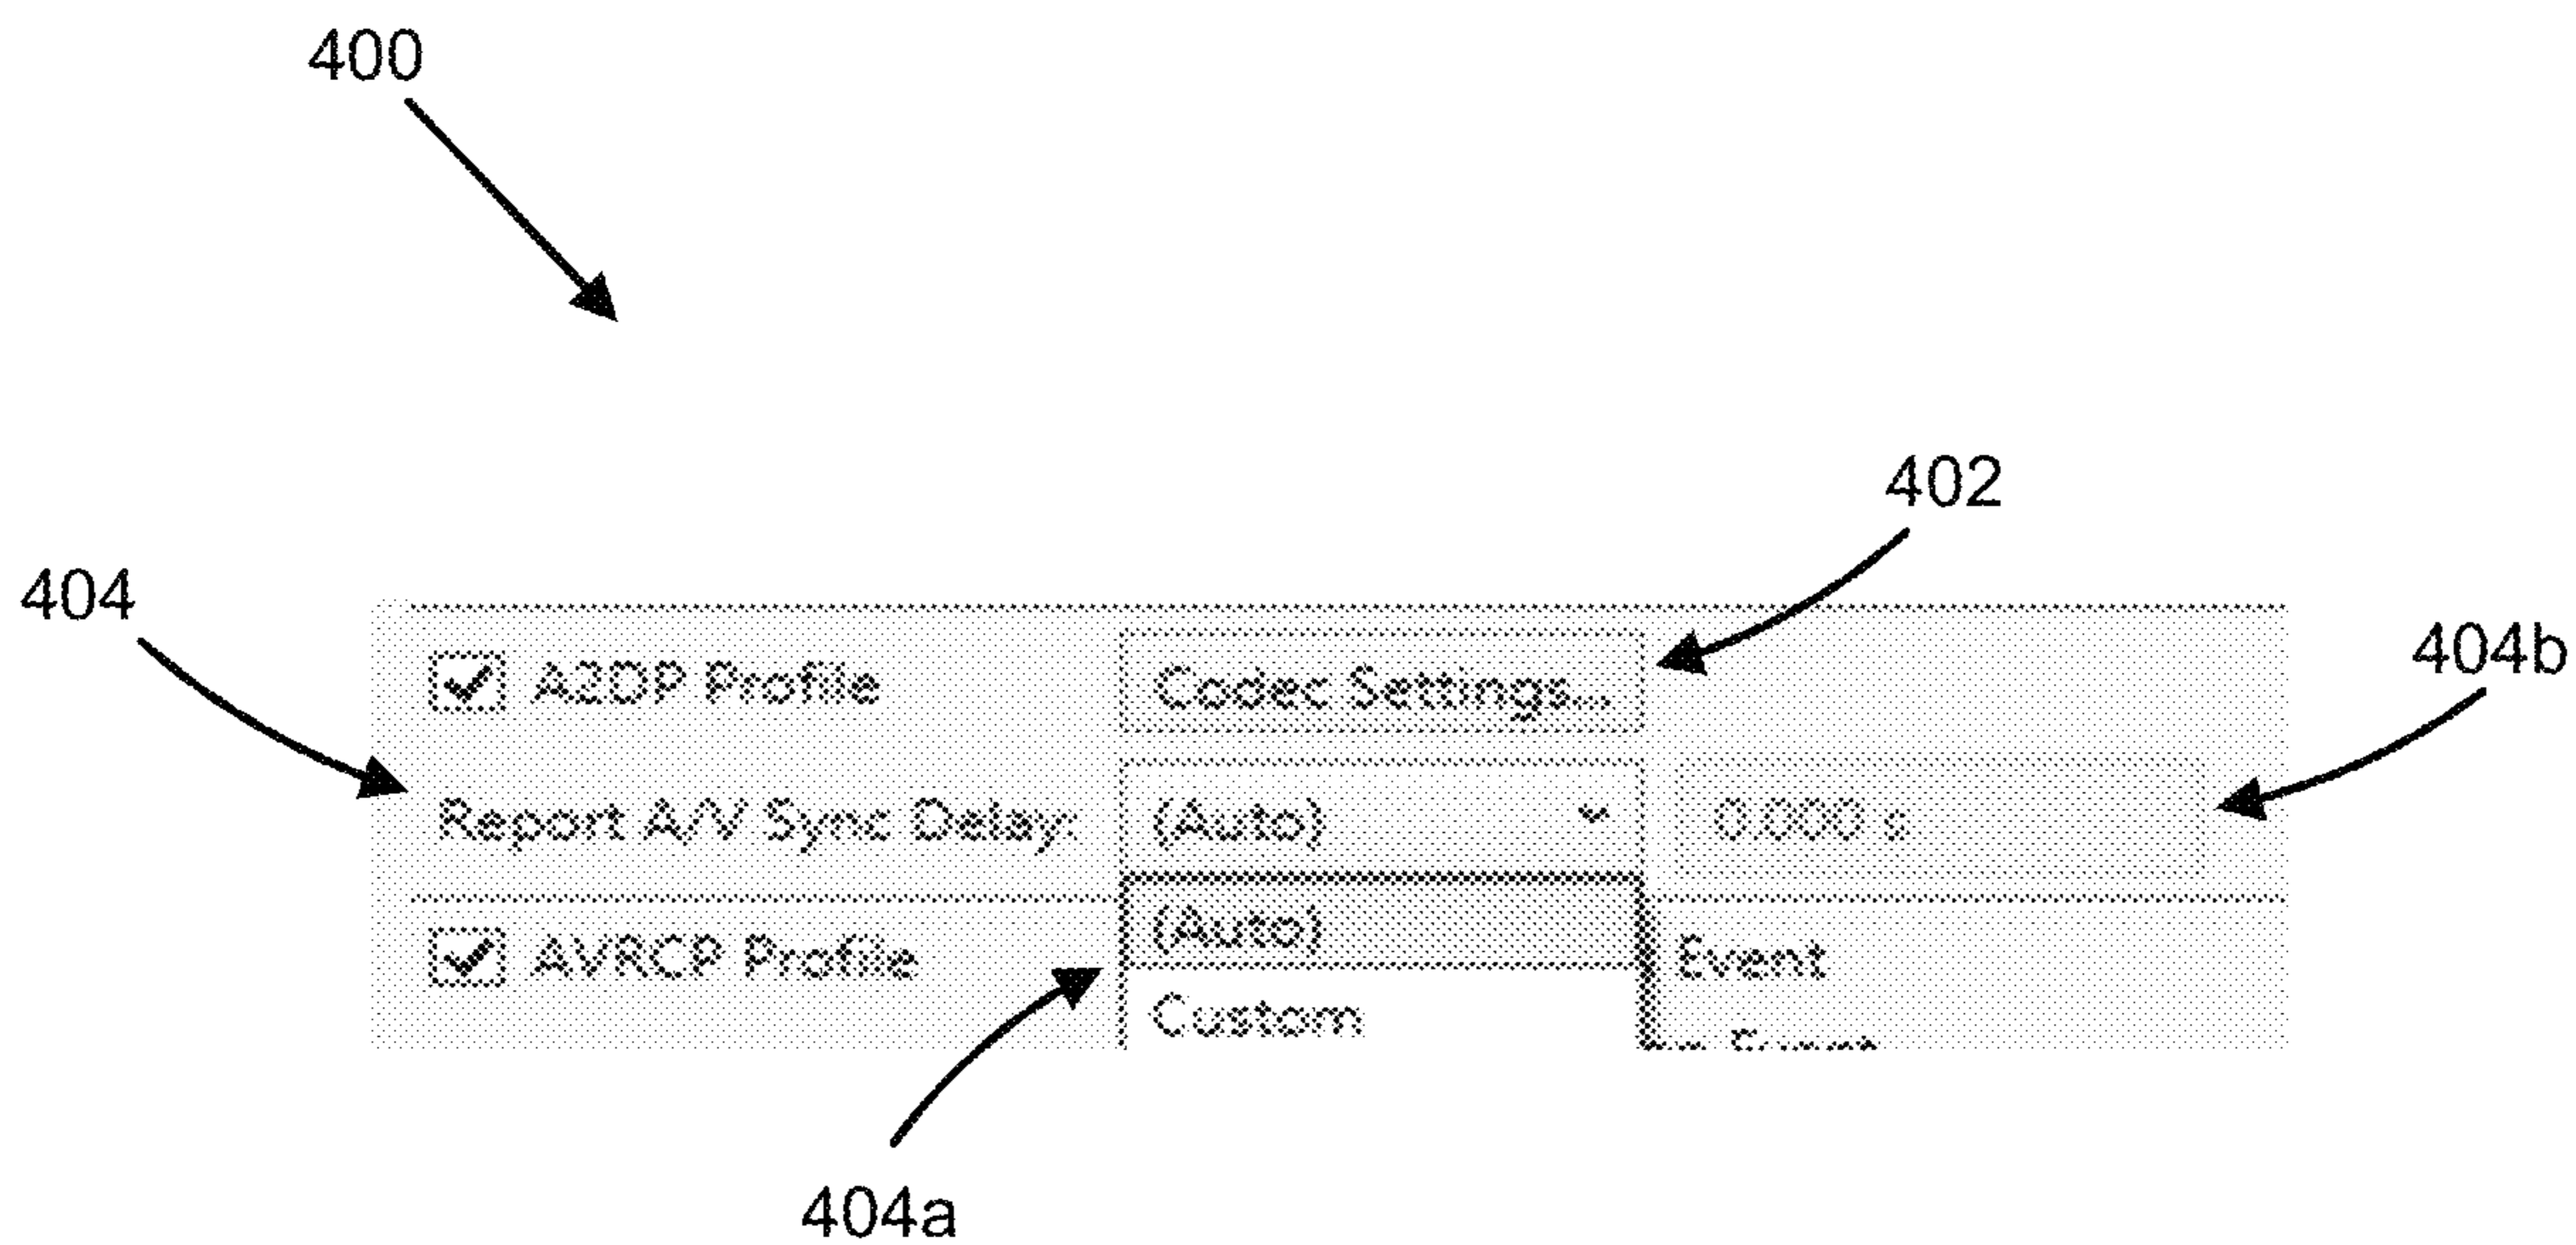 400
402
404
404b
A2DP Profile Codec Settings...
Report A/V Sync Delay: (Auto) 0.000 s
(Auto)
AVRCP Profile Event
Custom
404a